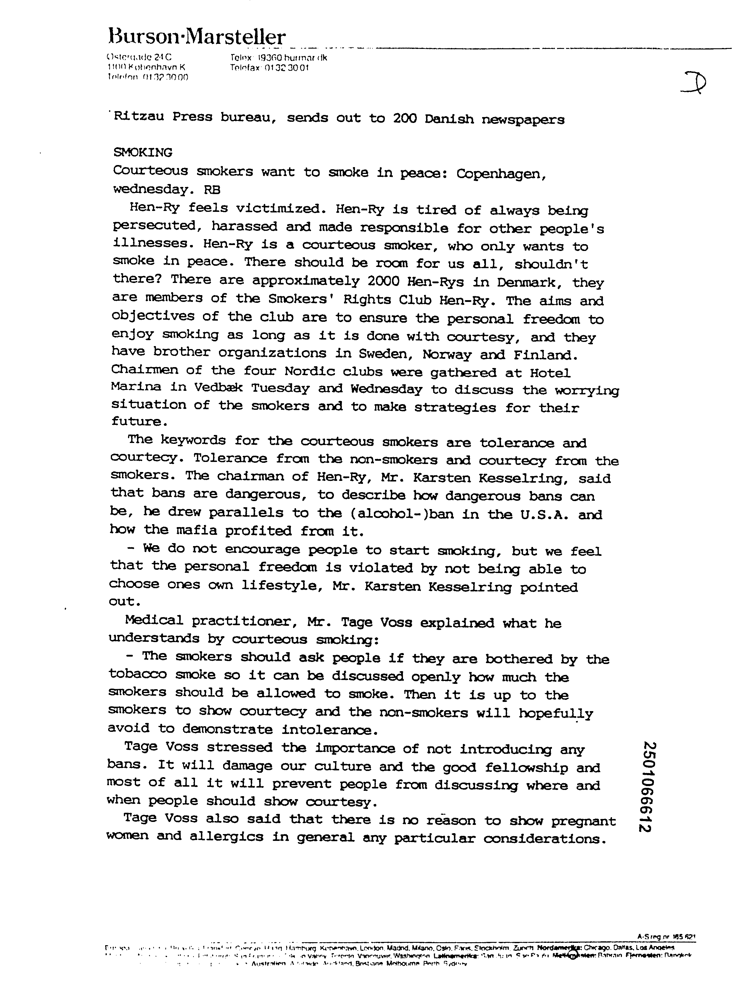 Burson·Marsteller
Østergade 24 C
1100 København K
Telefon 01 32 30 00
Telex: 19360 burmar dk
Telefax: 01 32 30 01
D
Ritzau Press bureau, sends out to 200 Danish newspapers
SMOKING
Courteous smokers want to smoke in peace: Copenhagen,
wednesday. RB
Hen-Ry feels victimized. Hen-Ry is tired of always being
persecuted, harassed and made responsible for other people's
illnesses. Hen-Ry is a courteous smoker, who only wants to
smoke in peace. There should be room for us all, shouldn't
there? There are approximately 2000 Hen-Rys in Denmark, they
are members of the Smokers' Rights Club Hen-Ry. The aims and
objectives of the club are to ensure the personal freedom to
enjoy smoking as long as it is done with courtesy, and they
have brother organizations in Sweden, Norway and Finland.
Chairmen of the four Nordic clubs were gathered at Hotel
Marina in Vedbæk Tuesday and Wednesday to discuss the worrying
situation of the smokers and to make strategies for their
future.
The keywords for the courteous smokers are tolerance and
courtecy. Tolerance from the non-smokers and courtecy from the
smokers. The chairman of Hen-Ry, Mr. Karsten Kesselring, said
that bans are dangerous, to describe how dangerous bans can
be, he drew parallels to the (alcohol-)ban in the U.S.A. and
how the mafia profited from it.
- We do not encourage people to start smoking, but we feel
that the personal freedom is violated by not being able to
choose ones own lifestyle, Mr. Karsten Kesselring pointed
out.
Medical practitioner, Mr. Tage Voss explained what he
understands by courteous smoking:
- The smokers should ask people if they are bothered by the
tobacco smoke so it can be discussed openly how much the
smokers should be allowed to smoke. Then it is up to the
smokers to show courtecy and the non-smokers will hopefully
avoid to demonstrate intolerance.
Tage Voss stressed the importance of not introducing any
bans. It will damage our culture and the good fellowship and
most of all it will prevent people from discussing where and
when people should show courtesy.
Tage Voss also said that there is no reason to show pregnant
women and allergics in general any particular considerations.
2501066612
A-S reg nr 165 621
Hamburg, København, London, Madrid, Milano, Oslo, Paris, Stockholm, Zürich Nordamerika: Chicago, Dallas, Los Angeles
Toronto, Vancouver, Washington, Latinamerika: San Juan, Sao Paulo Mellemøsten: Bahrain Fjernøsten: Bangkok
Australien: Adelaide, Auckland, Brisbane, Melbourne, Perth, Sydney